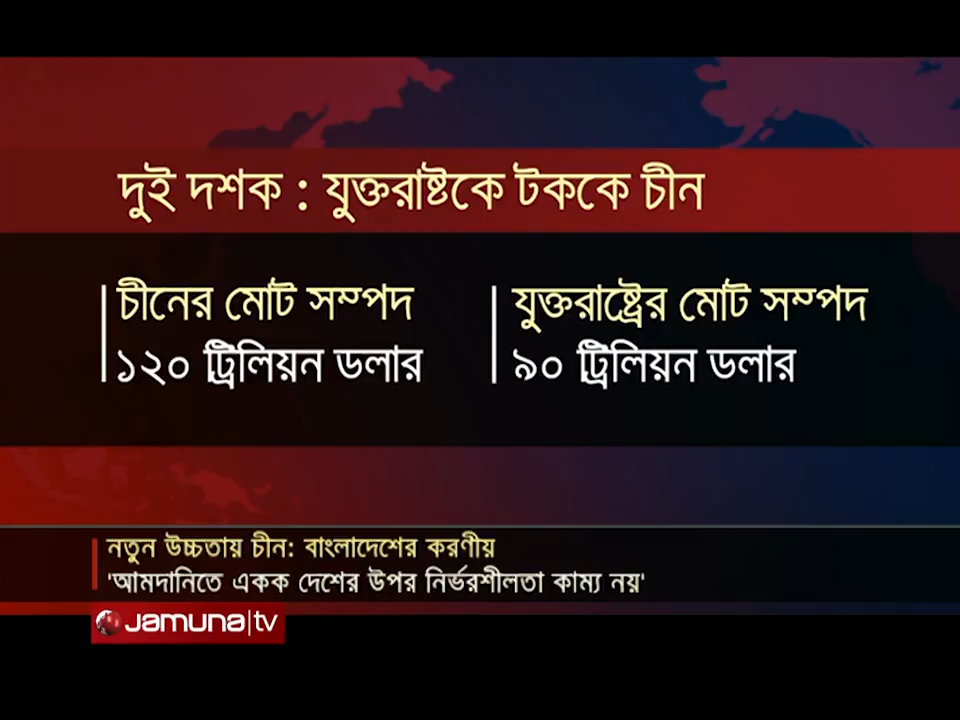 দুই দশক : যুক্তরাষ্টকে টককে চীন
চীনের মোট সম্পদ
১২০ ট্রিলিয়ন ডলার
যুক্তরাষ্ট্রের মোট সম্পদ
৯০ ট্রিলিয়ন ডলার
নতুন উচ্চতায় চীন: বাংলাদেশের করণীয়
'আমদানিতে একক দেশের উপর নির্ভরশীলতা কাম্য নয়'
Jamuna|tv